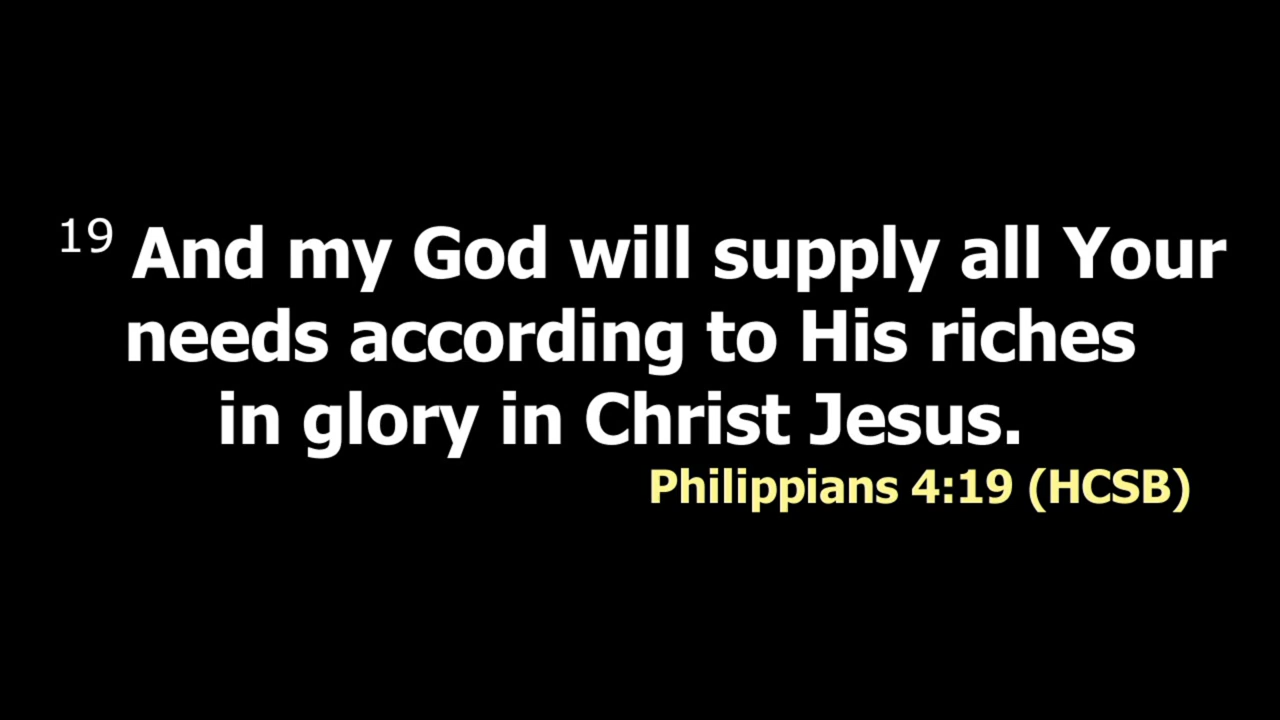 19 And my God will supply all Your
needs according to His riches
in glory in Christ Jesus.
Philippians 4:19 (HCSB)